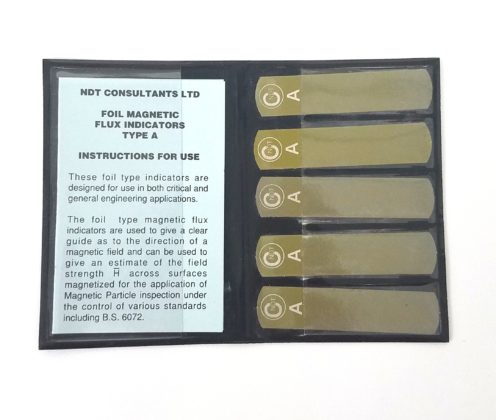 NDT CONSULTANTS LTD
FOIL MAGNETIC
FLUX INDICATORS
TYPE A
INSTRUCTIONS FOR USE
These foil type indicators are
designed for use in both critical and
general engineering applications.
The foil type magnetic flux
indicators are used to give a clear
guide as to the direction of a
magnetic field and can be used to
give an estimate of the field
strength H̅ across surfaces
magnetized for the application of
Magnetic Particle inspection under
the control of various standards
including B.S. 6072.
A
A
A
A
A